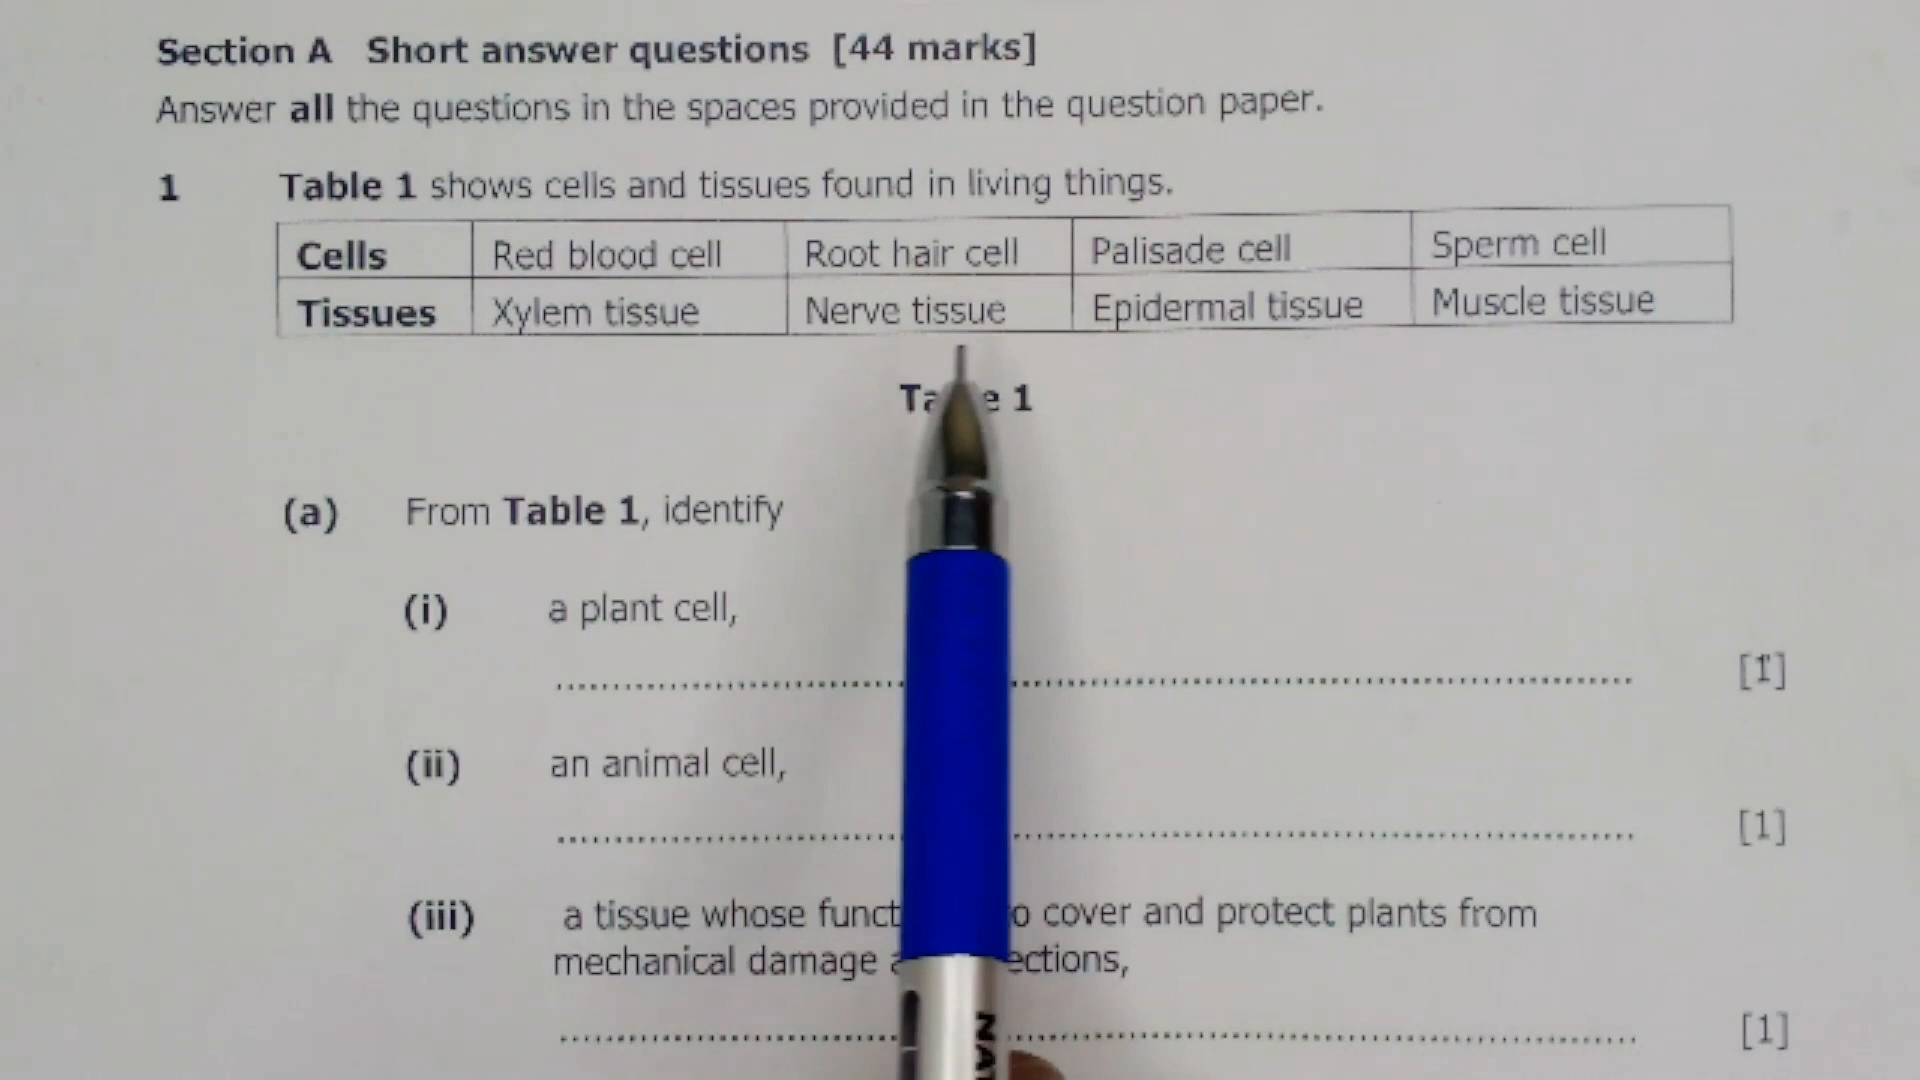 Section A Short answer questions [44 marks]
Answer all the questions in the spaces provided in the question paper.
1 Table 1 shows cells and tissues found in living things.
Cells Red blood cell Root hair cell Palisade cell Sperm cell
Tissues Xylem tissue Nerve tissue Epidermal tissue Muscle tissue
1
(a) From Table 1, identify
(i) a plant cell,
[1]
(ii) an animal cell,
[1]
(iii) a tissue whose cover and protect plants from
mechanical damage
[1]